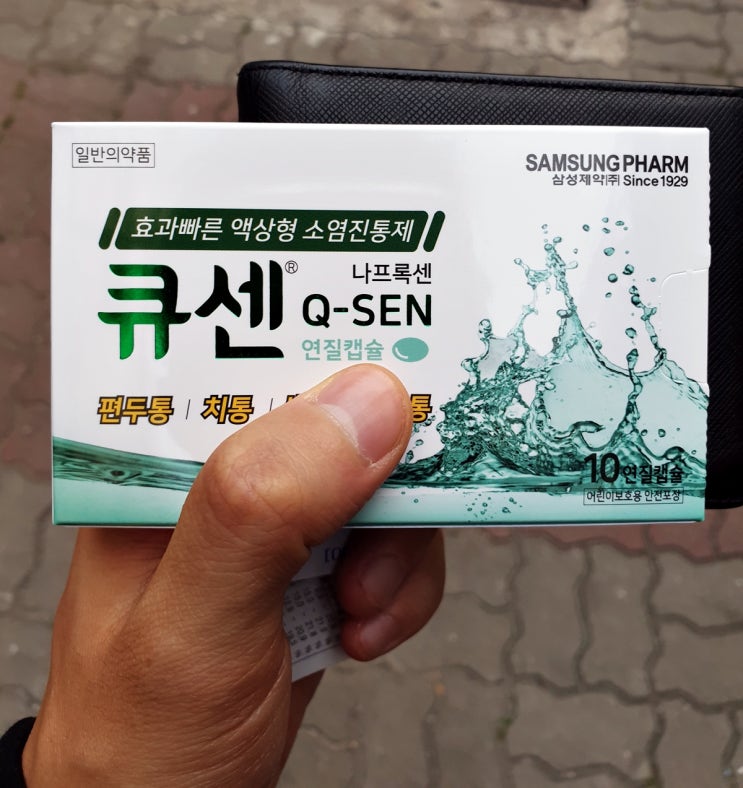 일반의약품
SAMSUNG PHARM
삼성제약(주) Since 1929
효과빠른 액상형 소염진통제
큐센®
나프록센
Q-SEN
연질캡슐
편두통 | 치통 |
10연질캡슐
어린이보호용 안전포장